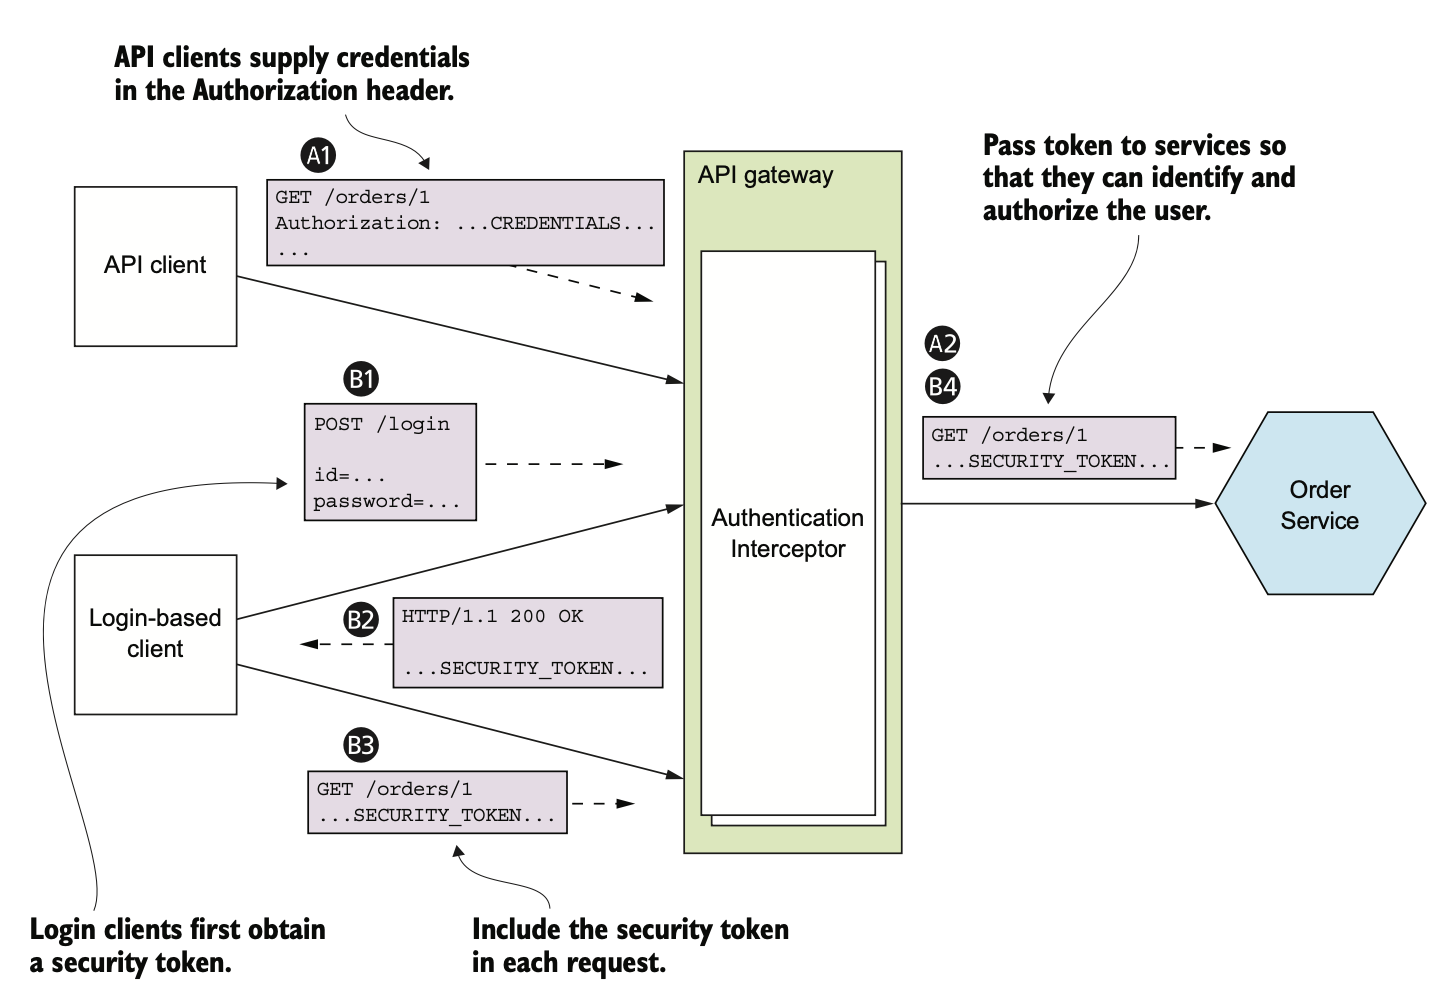 API clients supply credentials
in the Authorization header.
A1
GET /orders/1
Authorization: ...CREDENTIALS...
...
API client
API gateway
Pass token to services so
that they can identify and
authorize the user.
B1
POST /login
id=...
password=...
A2
B4
GET /orders/1
...SECURITY_TOKEN...
Authentication
Interceptor
Order
Service
Login-based
client
B2
HTTP/1.1 200 OK
...SECURITY_TOKEN...
B3
GET /orders/1
...SECURITY_TOKEN...
Login clients first obtain
a security token.
Include the security token
in each request.